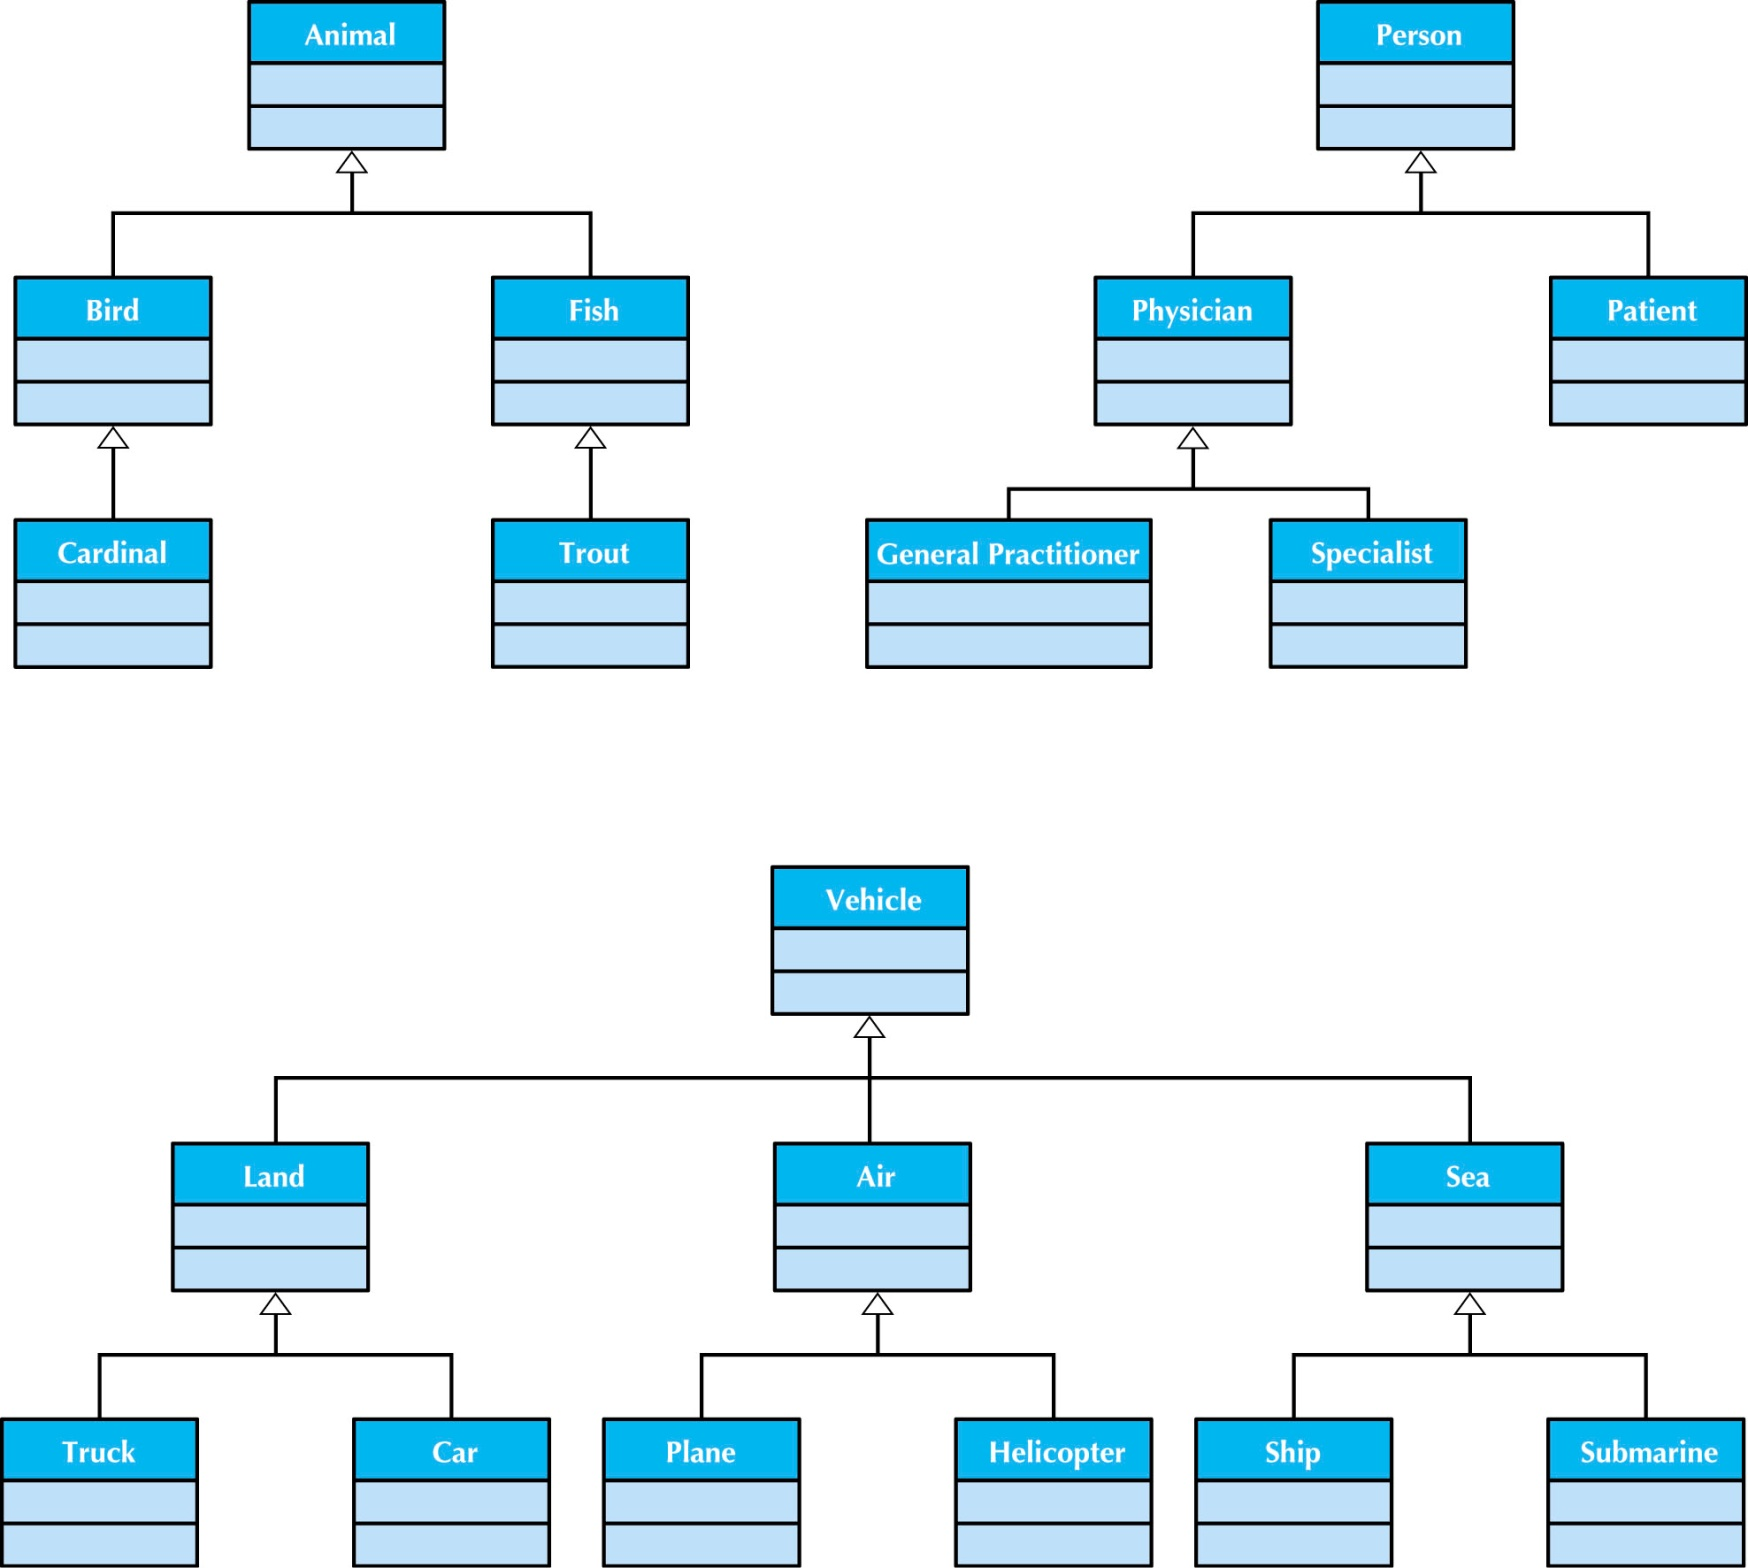 Animal
Person
Bird
Fish
Physician
Patient
Cardinal
Trout
General Practitioner
Specialist
Vehicle
Land
Air
Sea
Truck
Car
Plane
Helicopter
Ship
Submarine